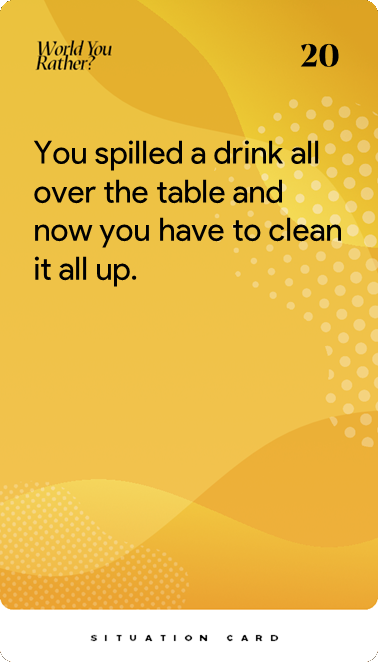 World You
Rather?
20
You spilled a drink all
over the table and
now you have to clean
it all up.
SITUATION CARD